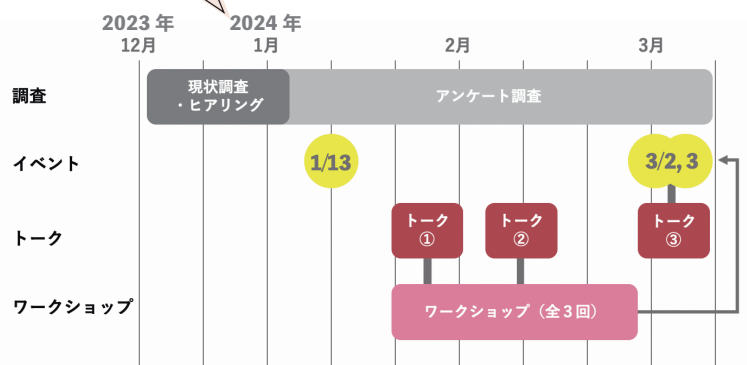 2023 年
2024 年
12月
1月
2月
3月
調査
現状調査
・ヒアリング
アンケート調査
イベント
1/13
3/2, 3
トーク
トーク
①
トーク
②
トーク
③
ワークショップ
ワークショップ（全３回）